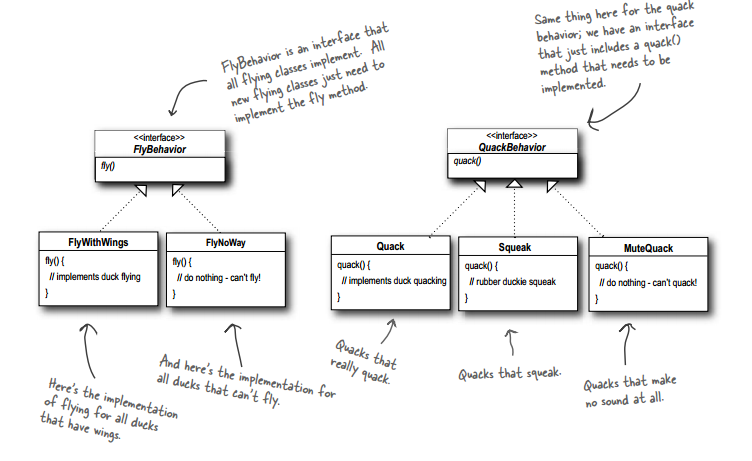 FlyBehavior is an interface that
all flying classes implement. All
new flying classes just need to
implement the fly method.
Same thing here for the quack
behavior; we have an interface
that just includes a quack()
method that needs to be
implemented.
<<interface>>
FlyBehavior
fly()
<<interface>>
QuackBehavior
quack()
FlyWithWings
fly() {
// implements duck flying
}
FlyNoWay
fly() {
// do nothing - can't fly!
}
Quack
quack() {
// implements duck quacking
}
Squeak
quack() {
// rubber duckie squeak
}
MuteQuack
quack() {
// do nothing - can't quack!
}
Here's the implementation
of flying for all ducks
that have wings.
And here's the implementation for
all ducks that can't fly.
Quacks that
really quack.
Quacks that squeak.
Quacks that make
no sound at all.